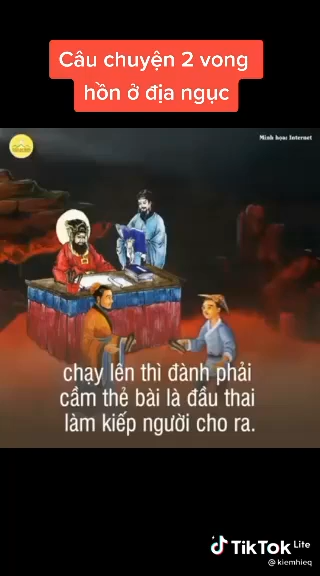 Câu chuyện 2 vong
hồn ở địa ngục
Minh họa: Internet
chạy lên thì đành phải
cầm thẻ bài là đầu thai
làm kiếp người cho ra.
TikTok Lite
@ kiemhieq